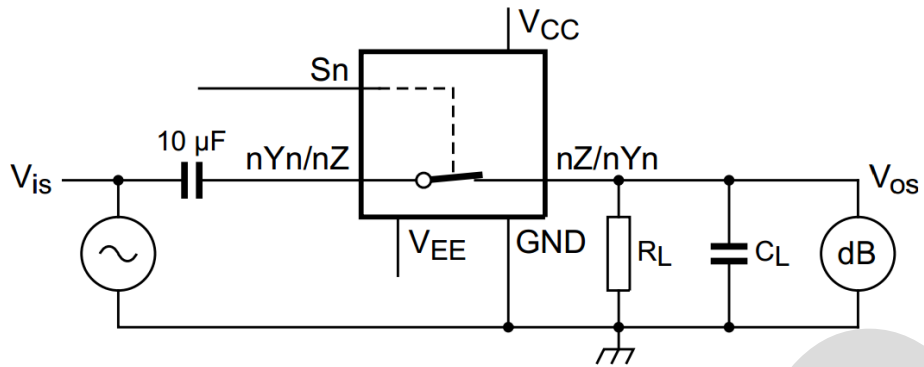 VCC
Sn
10 µF
nYn/nZ
nZ/nYn
Vis
Vos
VEE
GND
RL
CL
dB